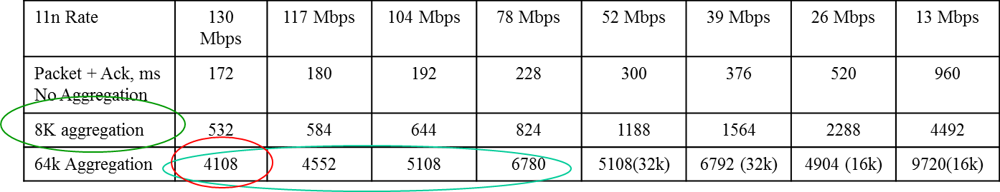 11n Rate 130 Mbps 117 Mbps 104 Mbps 78 Mbps 52 Mbps 39 Mbps 26 Mbps 13 Mbps
Packet + Ack, ms No Aggregation 172 180 192 228 300 376 520 960
8K aggregation 532 584 644 824 1188 1564 2288 4492
64k Aggregation 4108 4552 5108 6780 5108(32k) 6792 (32k) 4904 (16k) 9720(16k)